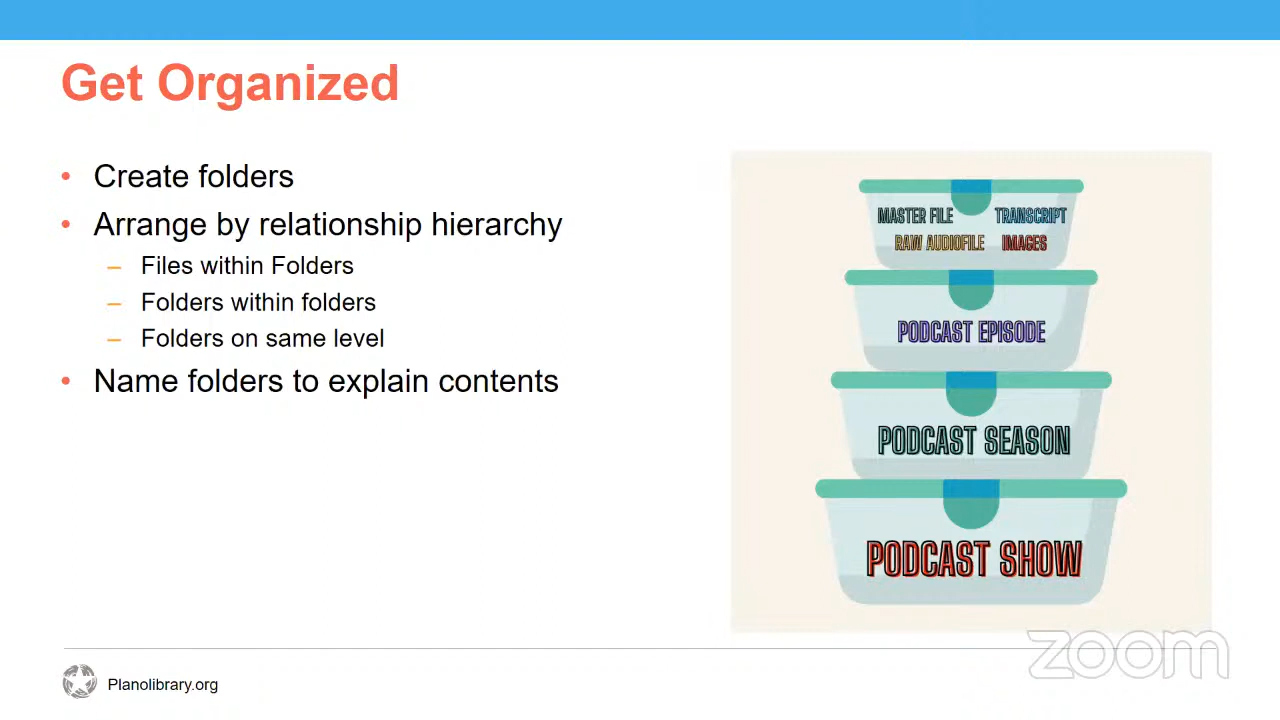 Get Organized
• Create folders
• Arrange by relationship hierarchy
– Files within Folders
– Folders within folders
– Folders on same level
• Name folders to explain contents
MASTER FILE TRANSCRIPT
RAW AUDIOFILE IMAGES
PODCAST EPISODE
PODCAST SEASON
PODCAST SHOW
zoom
Planolibrary.org